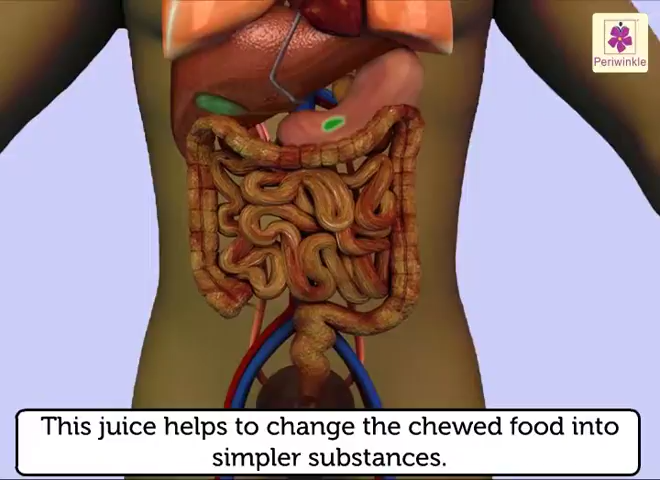 Periwinkle
This juice helps to change the chewed food into
simpler substances.